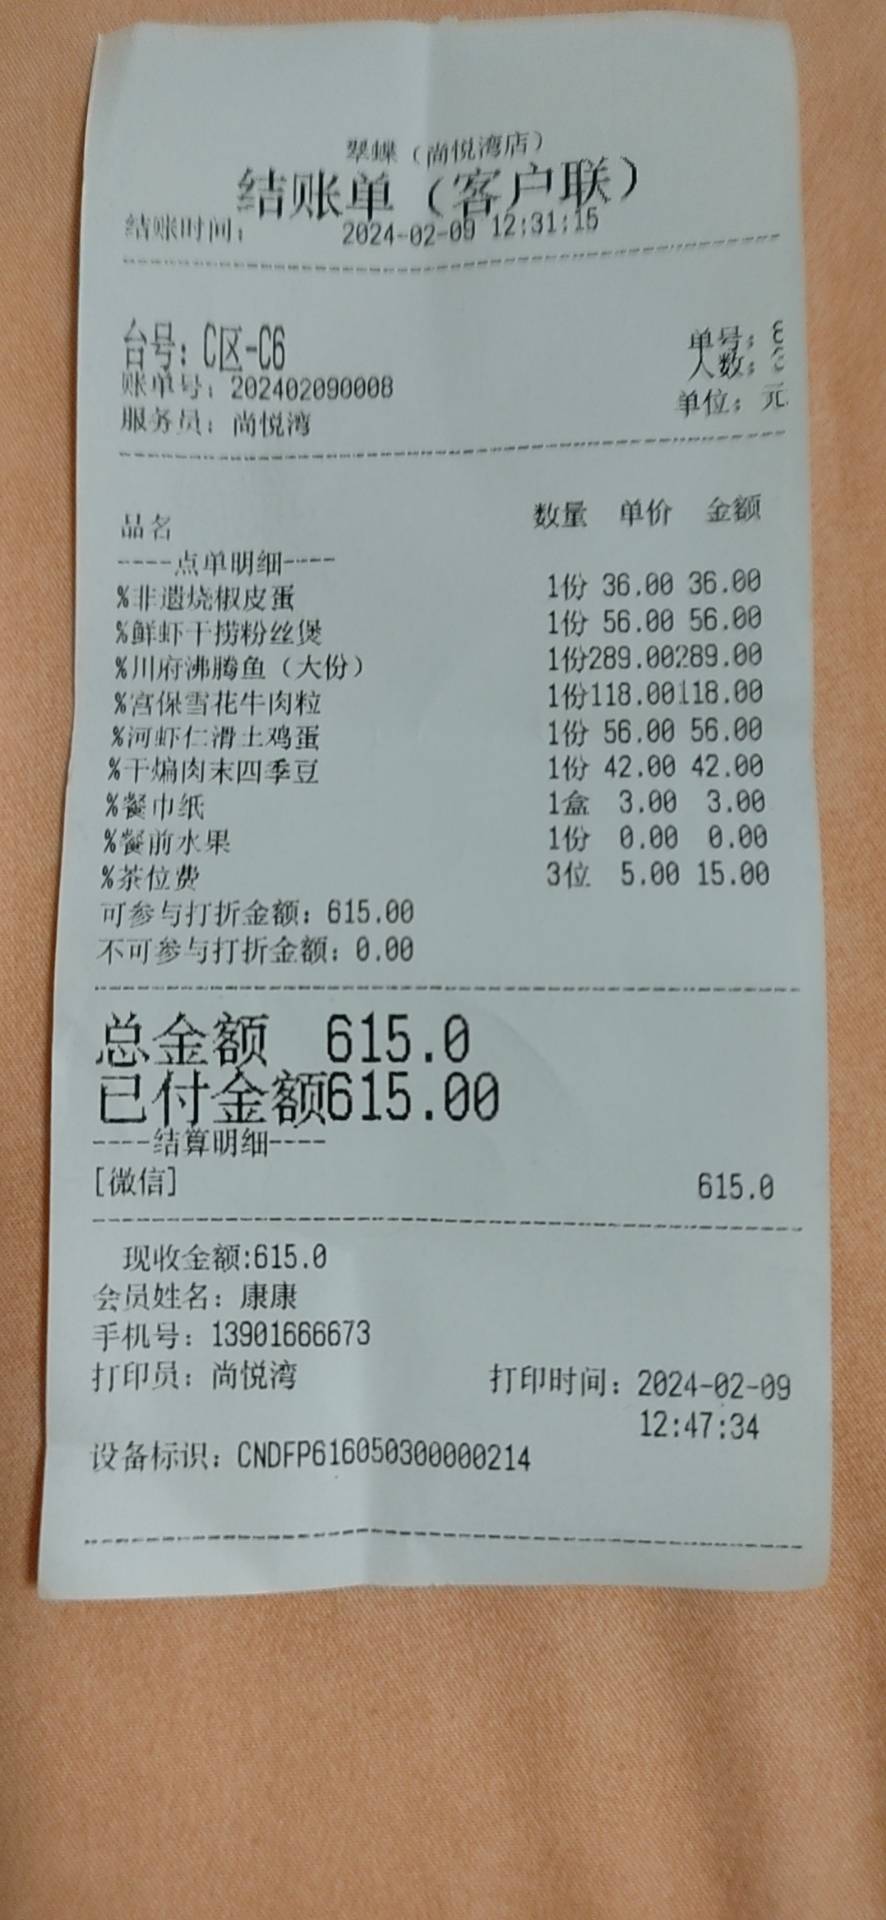 翠蝶（尚悦湾店）
结账单（客户联）
结账时间： 2024-02-09 12:31:15
台号：C区-C6 单号：8
人数：3
账单号：202402090008
服务员：尚悦湾 单位：元
品名 数量 单价 金额
----点单明细----
%非遗烧椒皮蛋 1份 36.00 36.00
%鲜虾干捞粉丝煲 1份 56.00 56.00
%川府沸腾鱼（大份） 1份289.00289.00
%宫保雪花牛肉粒 1份118.00118.00
%河虾仁滑土鸡蛋 1份 56.00 56.00
%干煸肉末四季豆 1份 42.00 42.00
%餐巾纸 1盒 3.00 3.00
%餐前水果 1份 0.00 0.00
%茶位费 3位 5.00 15.00
可参与打折金额：615.00
不可参与打折金额：0.00
总金额 615.0
已付金额615.00
----结算明细----
[微信] 615.0
现收金额:615.0
会员姓名：康康
手机号：13901666673
打印员：尚悦湾 打印时间：2024-02-09
12:47:34
设备标识：CNDFP616050300000214